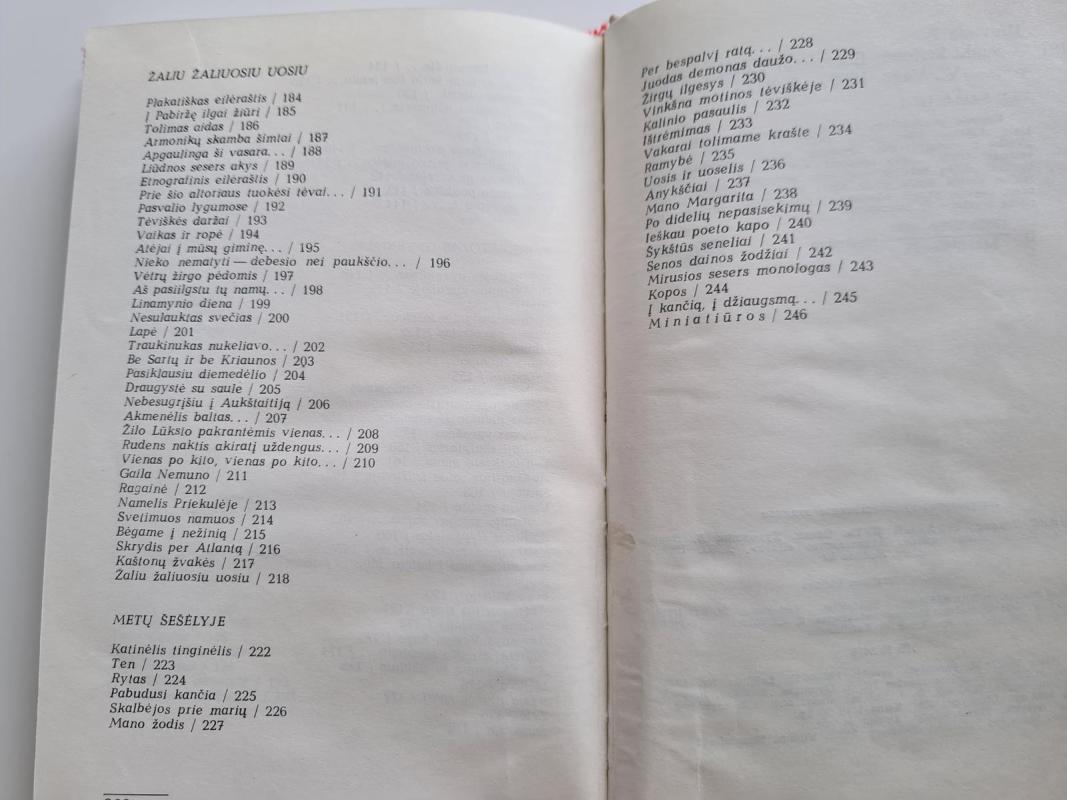 ŽALIU ŽALIUOSIU UOSIU
Plakatiškas eilėraštis / 184
Į Pabiržę ilgai žiūri / 185
Tolimas aidas / 186
Armonikų skamba šimtai / 187
Apgaulinga ši vasara... / 188
Liūdnos sesers akys / 189
Etnografinis eilėraštis / 190
Prie šio altoriaus tuokėsi tėvai... / 191
Pasvalio lygumose / 192
Tėviškės daržai / 193
Vaikas ir ropė / 194
Atėjai į mūsų giminę... / 195
Nieko nematyti — debesio nei paukščio... / 196
Vėtrų žirgo pėdomis / 197
Aš pasiilgstu tų namų... / 198
Linamynio diena / 199
Nesulauktas svečias / 200
Lapė / 201
Traukinukas nukeliavo... / 202
Be Sartų ir be Kriaunos / 203
Pasiklausiu diemedėlio / 204
Draugystė su saule / 205
Nebesugrįšiu į Aukštaitiją / 206
Akmenėlis baltas... / 207
Žilo Lūksto pakrantėmis vienas... / 208
Rudens naktis akiratį uždengus... / 209
Vienas po kito, vienas po kito... / 210
Gaila Nemuno / 211
Ragainė / 212
Namelis Priekulėje / 213
Svetimuos namuos / 214
Bėgame į nežinią / 215
Skrydis per Atlantą / 216
Kaštonų žvakės / 217
Žaliu žaliuosiu uosiu / 218
METŲ ŠEŠĖLYJE
Katinėlis tinginėlis / 222
Ten / 223
Rytas / 224
Pabudusi kančia / 225
Skalbėjos prie marių / 226
Mano žodis / 227
Per bespalvį ratą... / 228
Juodas demonas daužo... / 229
Žirgų ilgesys / 230
Vinkšna motinos tėviškėje / 231
Kalinio pasaulis / 232
Ištrėmimas / 233
Vakarai tolimame krašte / 234
Ramybė / 235
Uosis ir uoselis / 236
Anykščiai / 237
Mano Margarita / 238
Po didelių nepasisekimų / 239
Ieškau poeto kapo / 240
Šykštūs seneliai / 241
Senos dainos žodžiai / 242
Mirusios sesers monologas / 243
Kopos / 244
Į kančią, į džiaugsmą... / 245
Miniatiūros / 246